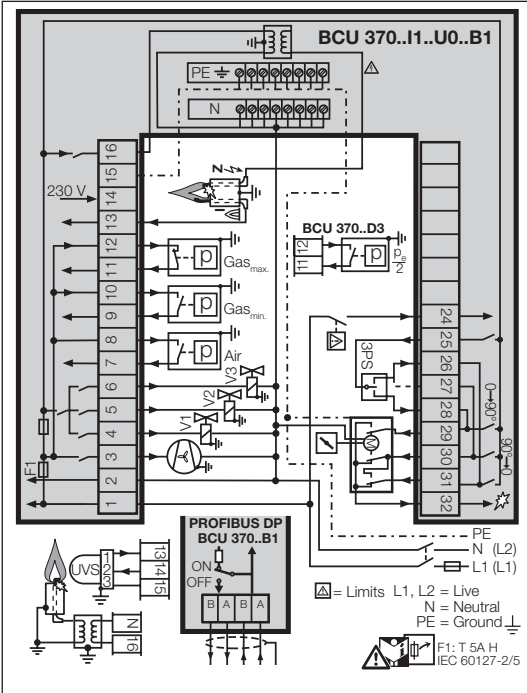 BCU 370..I1..U0..B1
PE
N
16
15
14
13
12
11
10
9
8
7
6
5
4
3
2
1
230 V
F1
Z
Gas max.
Gas min.
Air
p
p
p
V3
V2
V1
M
BCU 370..D3
11 12
p
pe/2
24
25
26
27
28
29
30
31
32
3PS
0→90°
90°→0
PROFIBUS DP
BCU 370..B1
ON
OFF
B A B A
UVS
1
2
3
13
14
15
N
16
PE
N (L2)
L1 (L1)
= Limits L1, L2 = Live
N = Neutral
PE = Ground
F1: T 5A H
IEC 60127-2/5